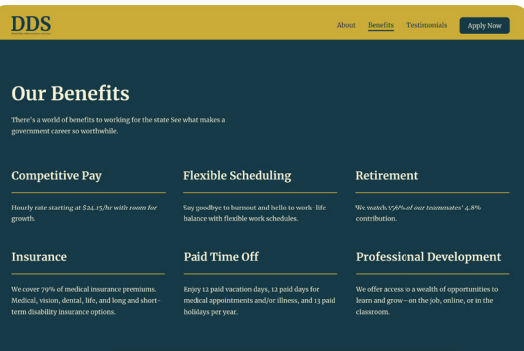 DDS
About Benefits Testimonials Apply Now
Our Benefits
There's a world of benefits to working for the state See what makes a
government career so worthwhile.
Competitive Pay
Hourly rate starting at $24.15/hr with room for
growth.
Flexible Scheduling
Say goodbye to burnout and hello to work-life
balance with flexible work schedules.
Retirement
We match 156% of our teammates' 4.8%
contribution.
Insurance
We cover 79% of medical insurance premiums.
Medical, vision, dental, life, and long and short-
term disability insurance options.
Paid Time Off
Enjoy 12 paid vacation days, 12 paid days for
medical appointments and/or illness, and 13 paid
holidays per year.
Professional Development
We offer access to a wealth of opportunities to
learn and grow—on the job, online, or in the
classroom.